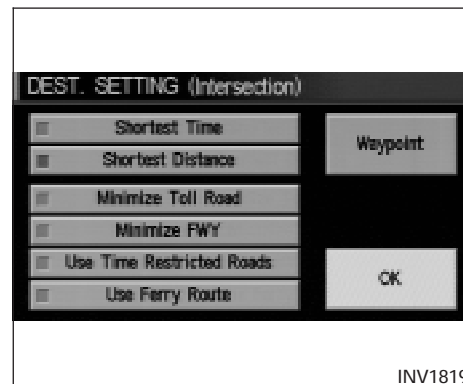 DEST. SETTING (Intersection)
Shortest Time
Shortest Distance
Minimize Toll Road
Minimize FWY
Use Time Restricted Roads
Use Ferry Route
Waypoint
OK
INV1819